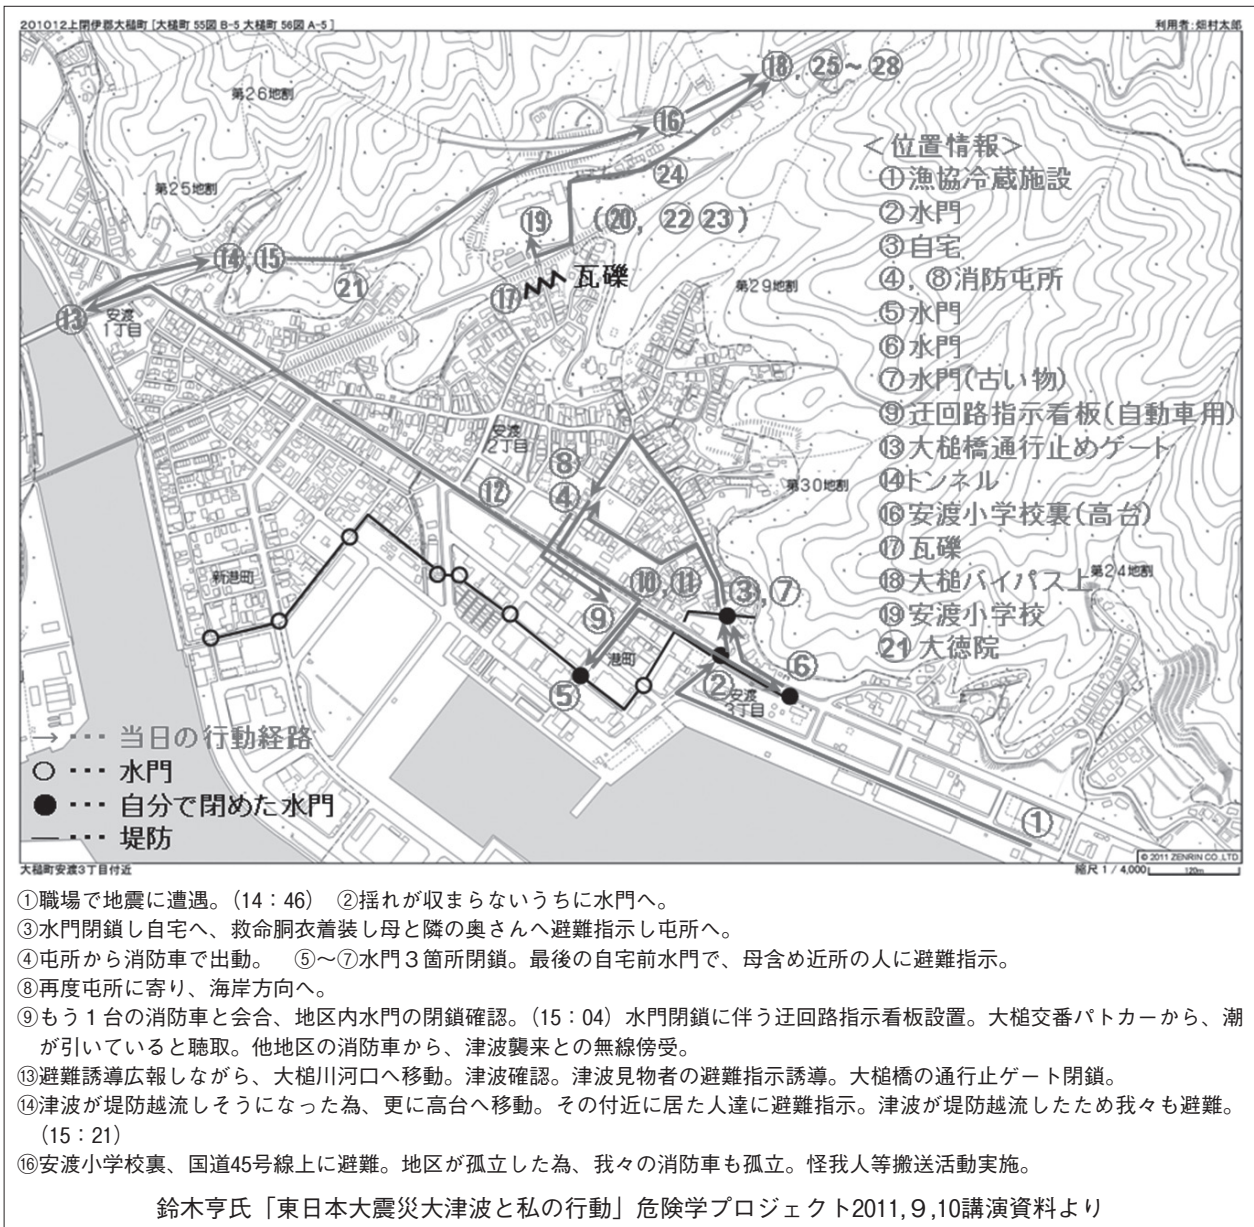 201012上閉伊郡大槌町 [大槌町 55図 B-5 大槌町 56図 A-5 ]
利用者:畑村太郎
⑱, ㉕～㉘
第26地割
⑯
<位置情報>
①漁協冷蔵施設
②水門
③自宅
④, ⑧消防屯所
⑤水門
⑥水門
⑦水門(古い物)
⑨迂回路指示看板(自動車用)
⑬大槌橋通行止めゲート
⑭トンネル
⑯安渡小学校裏(高台)
⑰瓦礫
⑱大槌バイパス上
⑲安渡小学校
㉑大徳院
㉔
第25地割
⑲
(⑳, ㉒㉓)
⑭,⑮
㉑
⑰
瓦礫
第29地割
⑬
安渡
1丁目
安渡
2丁目
⑧
④
⑫
第30地割
新港町
⑩,⑪
③,⑦
第24地割
⑨
港町
⑤
②
安渡
3丁目
⑥
①
→ ・・・ 当日の行動経路
○ ・・・ 水門
● ・・・ 自分で閉めた水門
― ・・・ 堤防
© 2011 ZENRIN CO.,LTD
大槌町安渡3丁目付近
縮尺 1 / 4,000
120m
①職場で地震に遭遇。(14：46)　②揺れが収まらないうちに水門へ。
③水門閉鎖し自宅へ、救命胴衣着装し母と隣の奥さんへ避難指示し屯所へ。
④屯所から消防車で出動。　⑤～⑦水門３箇所閉鎖。最後の自宅前水門で、母含め近所の人に避難指示。
⑧再度屯所に寄り、海岸方向へ。
⑨もう１台の消防車と会合、地区内水門の閉鎖確認。(15：04) 水門閉鎖に伴う迂回路指示看板設置。大槌交番パトカーから、潮
が引いていると聴取。他地区の消防車から、津波襲来との無線傍受。
⑬避難誘導広報しながら、大槌川河口へ移動。津波確認。津波見物者の避難指示誘導。大槌橋の通行止ゲート閉鎖。
⑭津波が堤防越流しそうになった為、更に高台へ移動。その付近に居た人達に避難指示。津波が堤防越流したため我々も避難。
(15：21)
⑯安渡小学校裏、国道45号線上に避難。地区が孤立した為、我々の消防車も孤立。怪我人等搬送活動実施。
鈴木亨氏「東日本大震災大津波と私の行動」危険学プロジェクト2011,９,10講演資料より